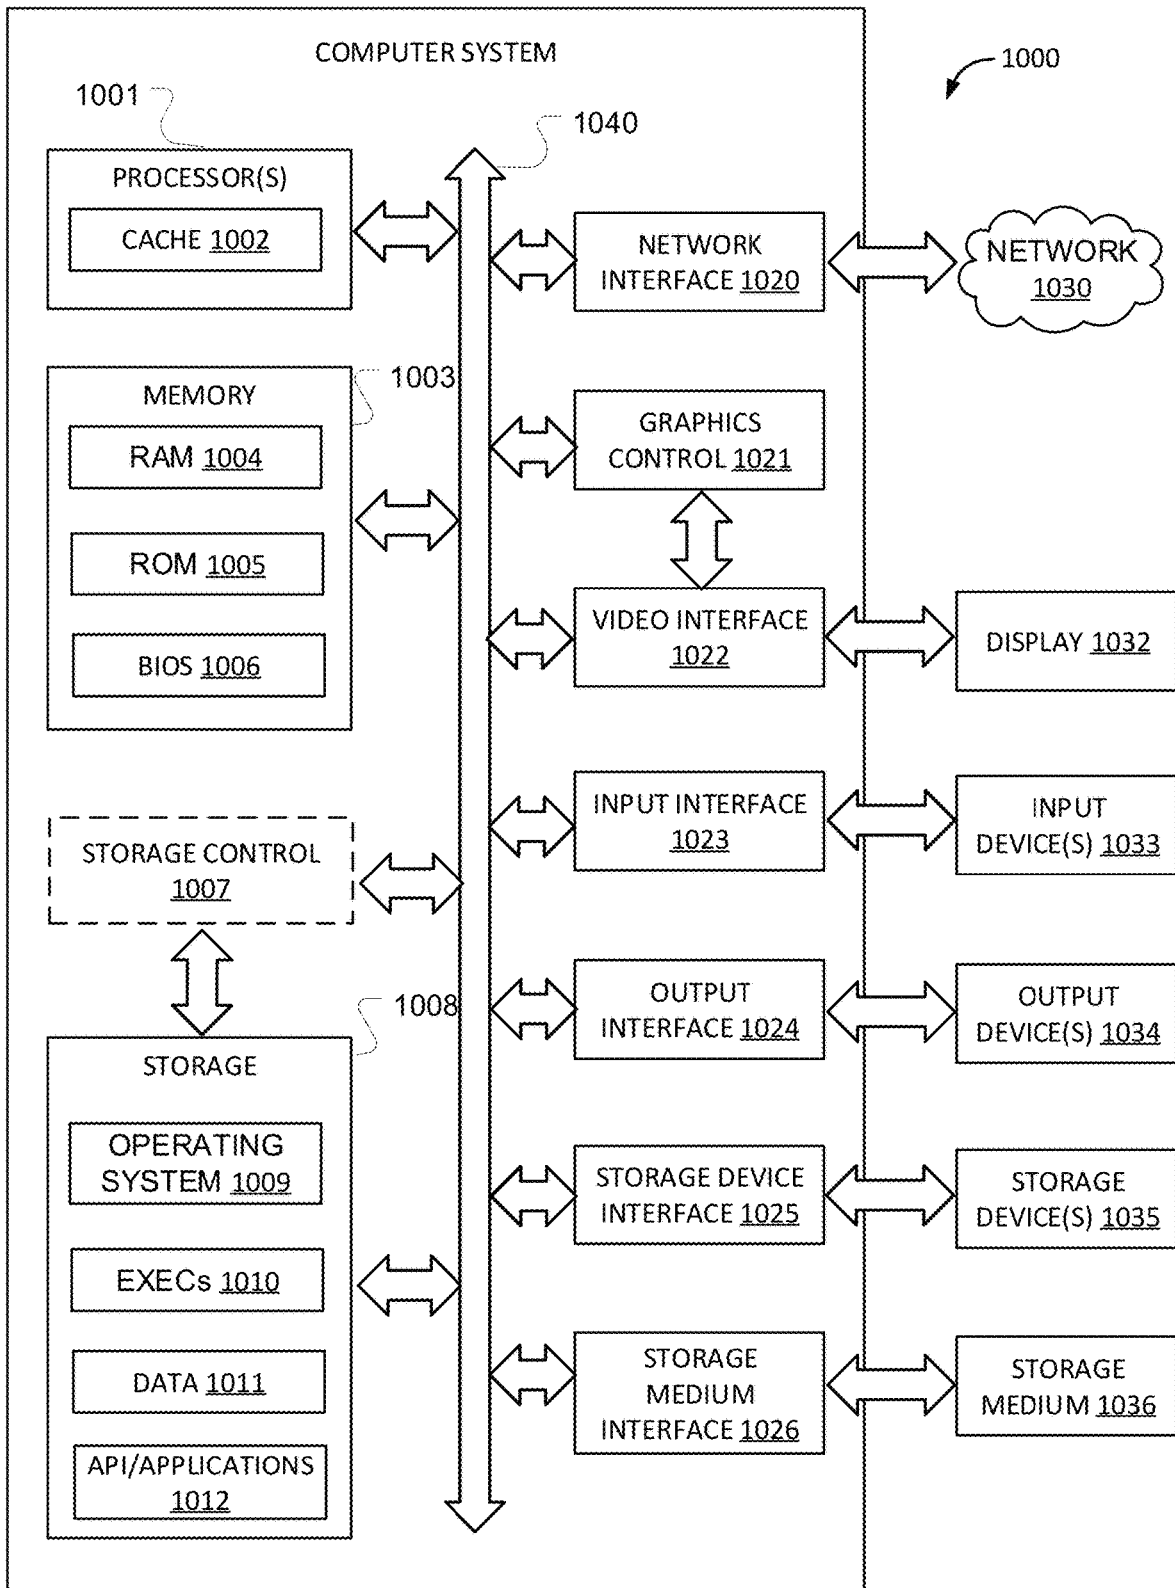 COMPUTER SYSTEM
1000
1001
1040
PROCESSOR(S)
CACHE 1002
NETWORK
INTERFACE 1020
NETWORK
1030
1003
MEMORY
RAM 1004
ROM 1005
BIOS 1006
GRAPHICS
CONTROL 1021
VIDEO INTERFACE
1022
DISPLAY 1032
STORAGE CONTROL
1007
INPUT INTERFACE
1023
INPUT
DEVICE(S) 1033
1008
STORAGE
OPERATING
SYSTEM 1009
EXECs 1010
DATA 1011
API/APPLICATIONS
1012
OUTPUT
INTERFACE 1024
OUTPUT
DEVICE(S) 1034
STORAGE DEVICE
INTERFACE 1025
STORAGE
DEVICE(S) 1035
STORAGE
MEDIUM
INTERFACE 1026
STORAGE
MEDIUM 1036